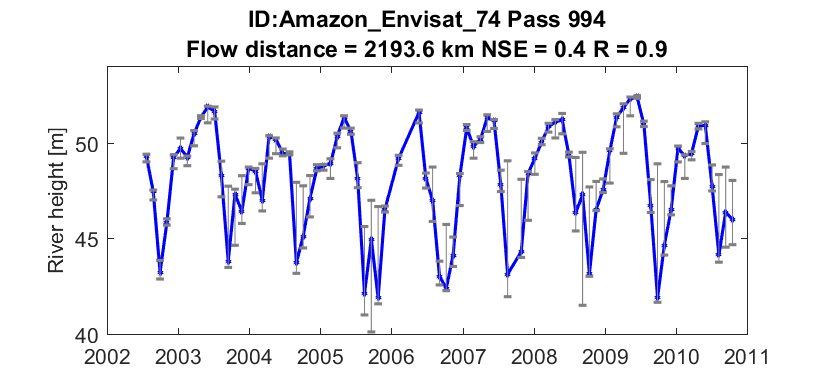 ID:Amazon_Envisat_74 Pass 994
Flow distance = 2193.6 km NSE = 0.4 R = 0.9
River height [m]
50
45
40
2002 2003 2004 2005 2006 2007 2008 2009 2010 2011